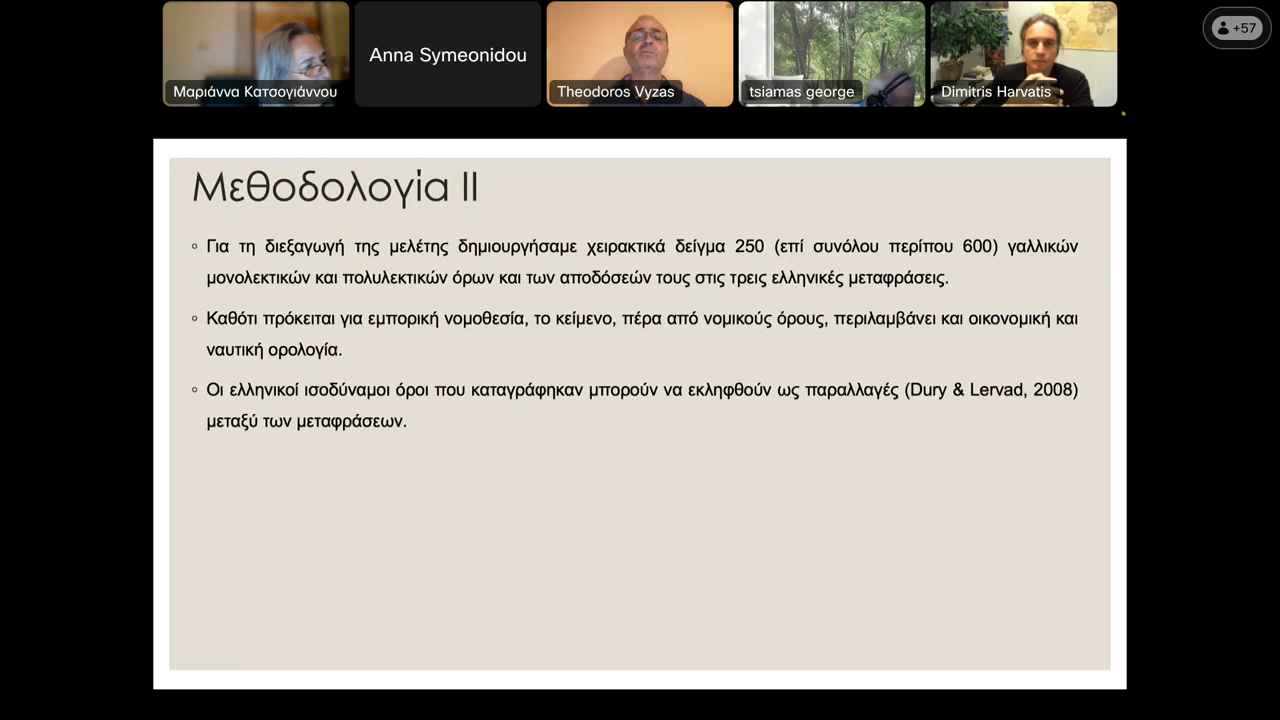 Μαριάννα Κατσογιάννου
Anna Symeonidou
Theodoros Vyzas
tsiamas george
Dimitris Harvatis
+57
Μεθοδολογία ΙΙ
◦ Για τη διεξαγωγή της μελέτης δημιουργήσαμε χειρακτικά δείγμα 250 (επί συνόλου περίπου 600) γαλλικών
μονολεκτικών και πολυλεκτικών όρων και των αποδόσεών τους στις τρεις ελληνικές μεταφράσεις.
◦ Καθότι πρόκειται για εμπορική νομοθεσία, το κείμενο, πέρα από νομικούς όρους, περιλαμβάνει και οικονομική και
ναυτική ορολογία.
◦ Οι ελληνικοί ισοδύναμοι όροι που καταγράφηκαν μπορούν να εκληφθούν ως παραλλαγές (Dury & Lervad, 2008)
μεταξύ των μεταφράσεων.